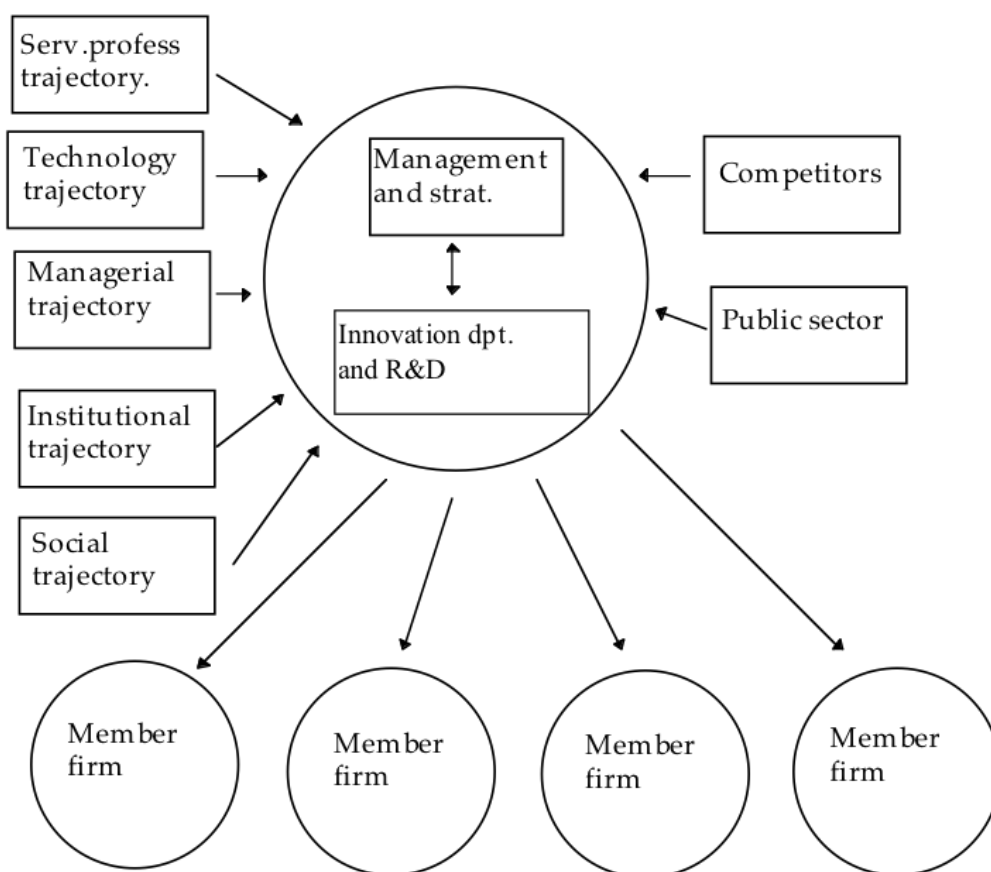 Serv.profess
trajectory.
Technology
trajectory
Managerial
trajectory
Institutional
trajectory
Social
trajectory
Management
and strat.
Innovation dpt.
and R&D
Competitors
Public sector
Member
firm
Member
firm
Member
firm
Member
firm